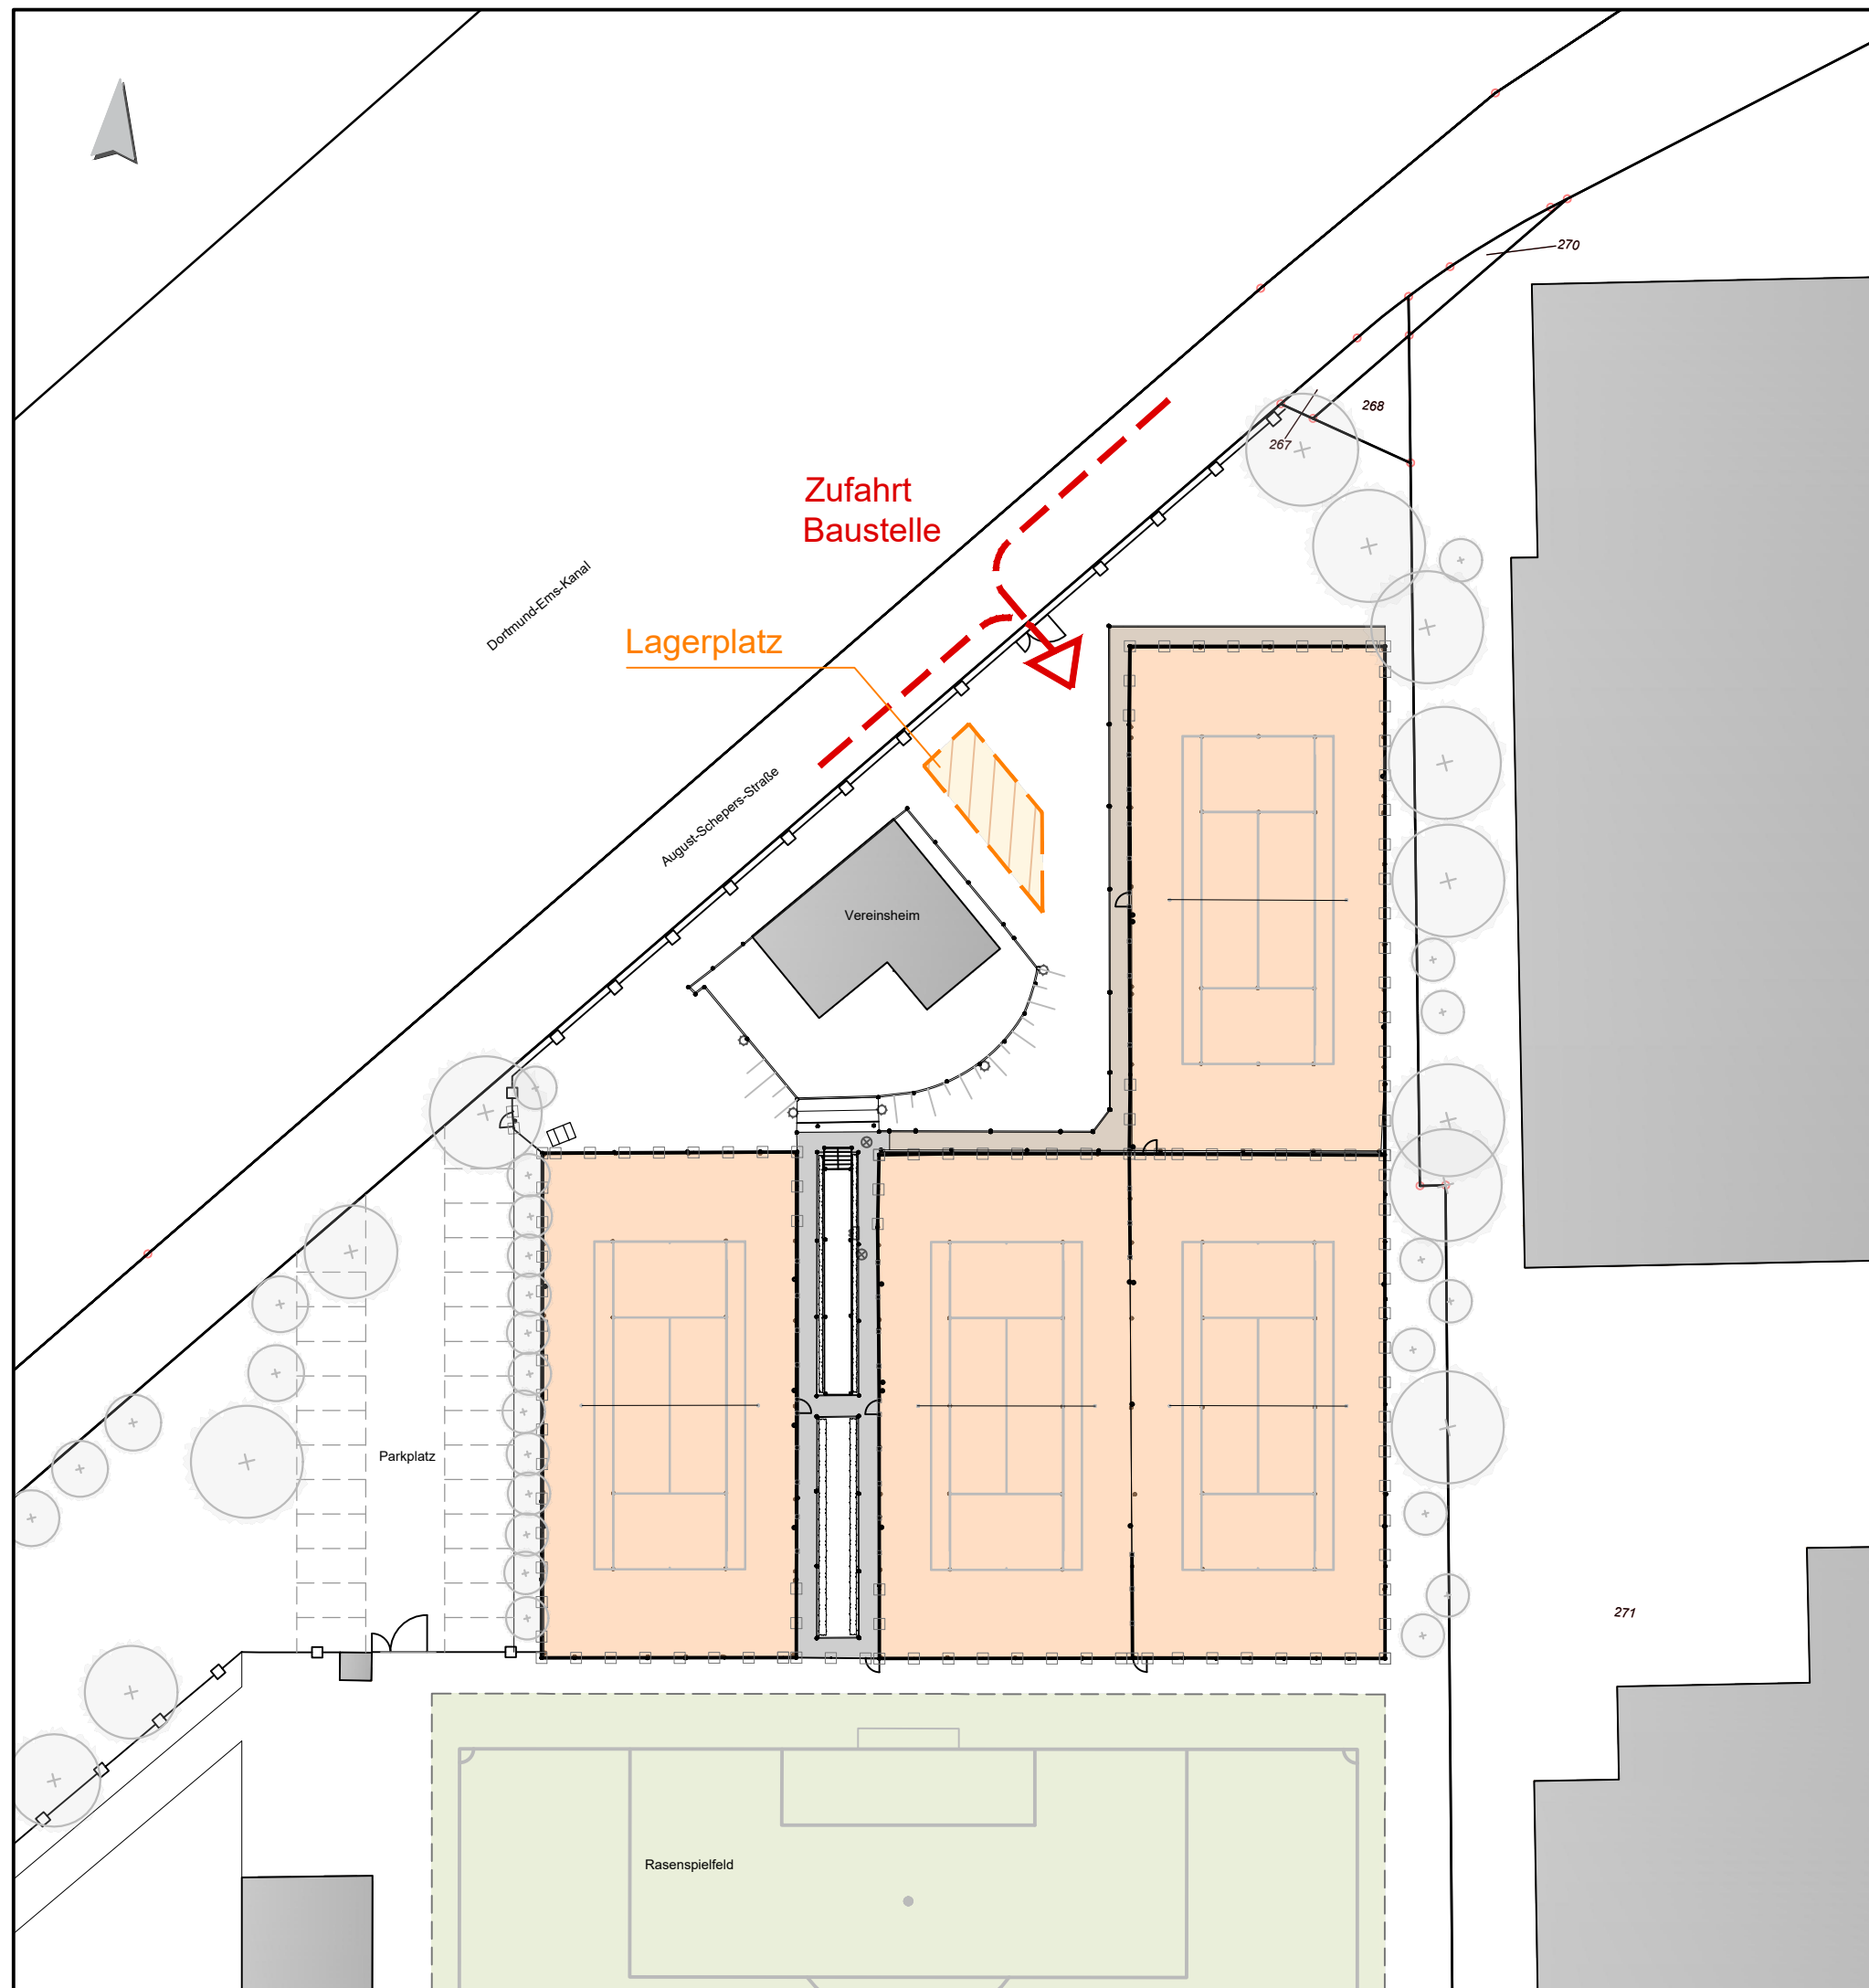 270
268
267
Zufahrt
Baustelle
Dortmund-Ems-Kanal
Lagerplatz
August-Schepers-Straße
Vereinsheim
Parkplatz
271
Rasenspielfeld